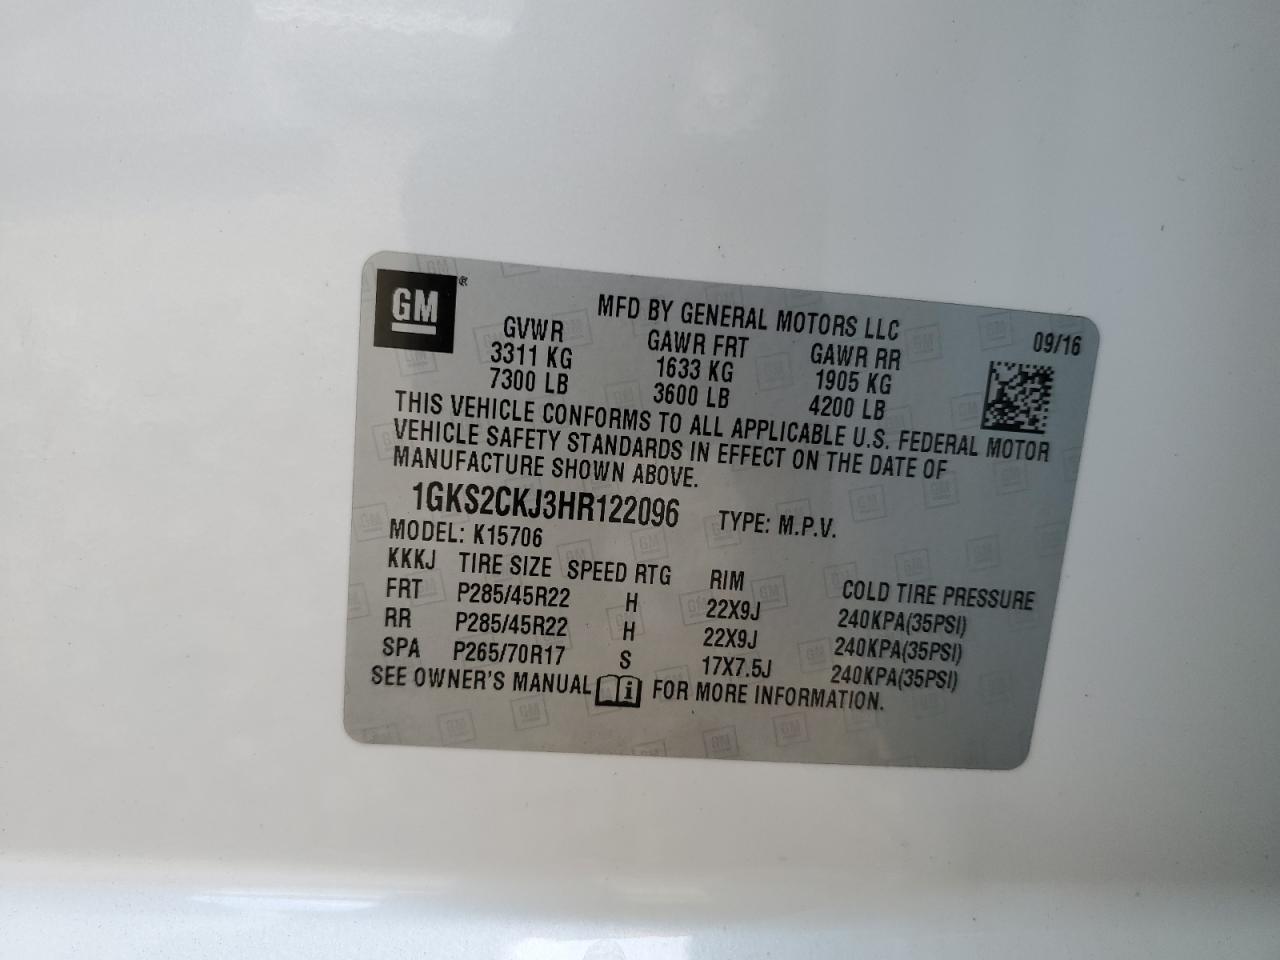 GM®
MFD BY GENERAL MOTORS LLC
09/16
GVWR GAWR FRT GAWR RR
3311 KG 1633 KG 1905 KG
7300 LB 3600 LB 4200 LB
THIS VEHICLE CONFORMS TO ALL APPLICABLE U.S. FEDERAL MOTOR
VEHICLE SAFETY STANDARDS IN EFFECT ON THE DATE OF
MANUFACTURE SHOWN ABOVE.
1GKS2CKJ3HR122096 TYPE: M.P.V.
MODEL: K15706
KKKJ TIRE SIZE SPEED RTG RIM COLD TIRE PRESSURE
FRT P285/45R22 H 22X9J 240KPA(35PSI)
RR P285/45R22 H 22X9J 240KPA(35PSI)
SPA P265/70R17 S 17X7.5J 240KPA(35PSI)
SEE OWNER'S MANUAL i FOR MORE INFORMATION.